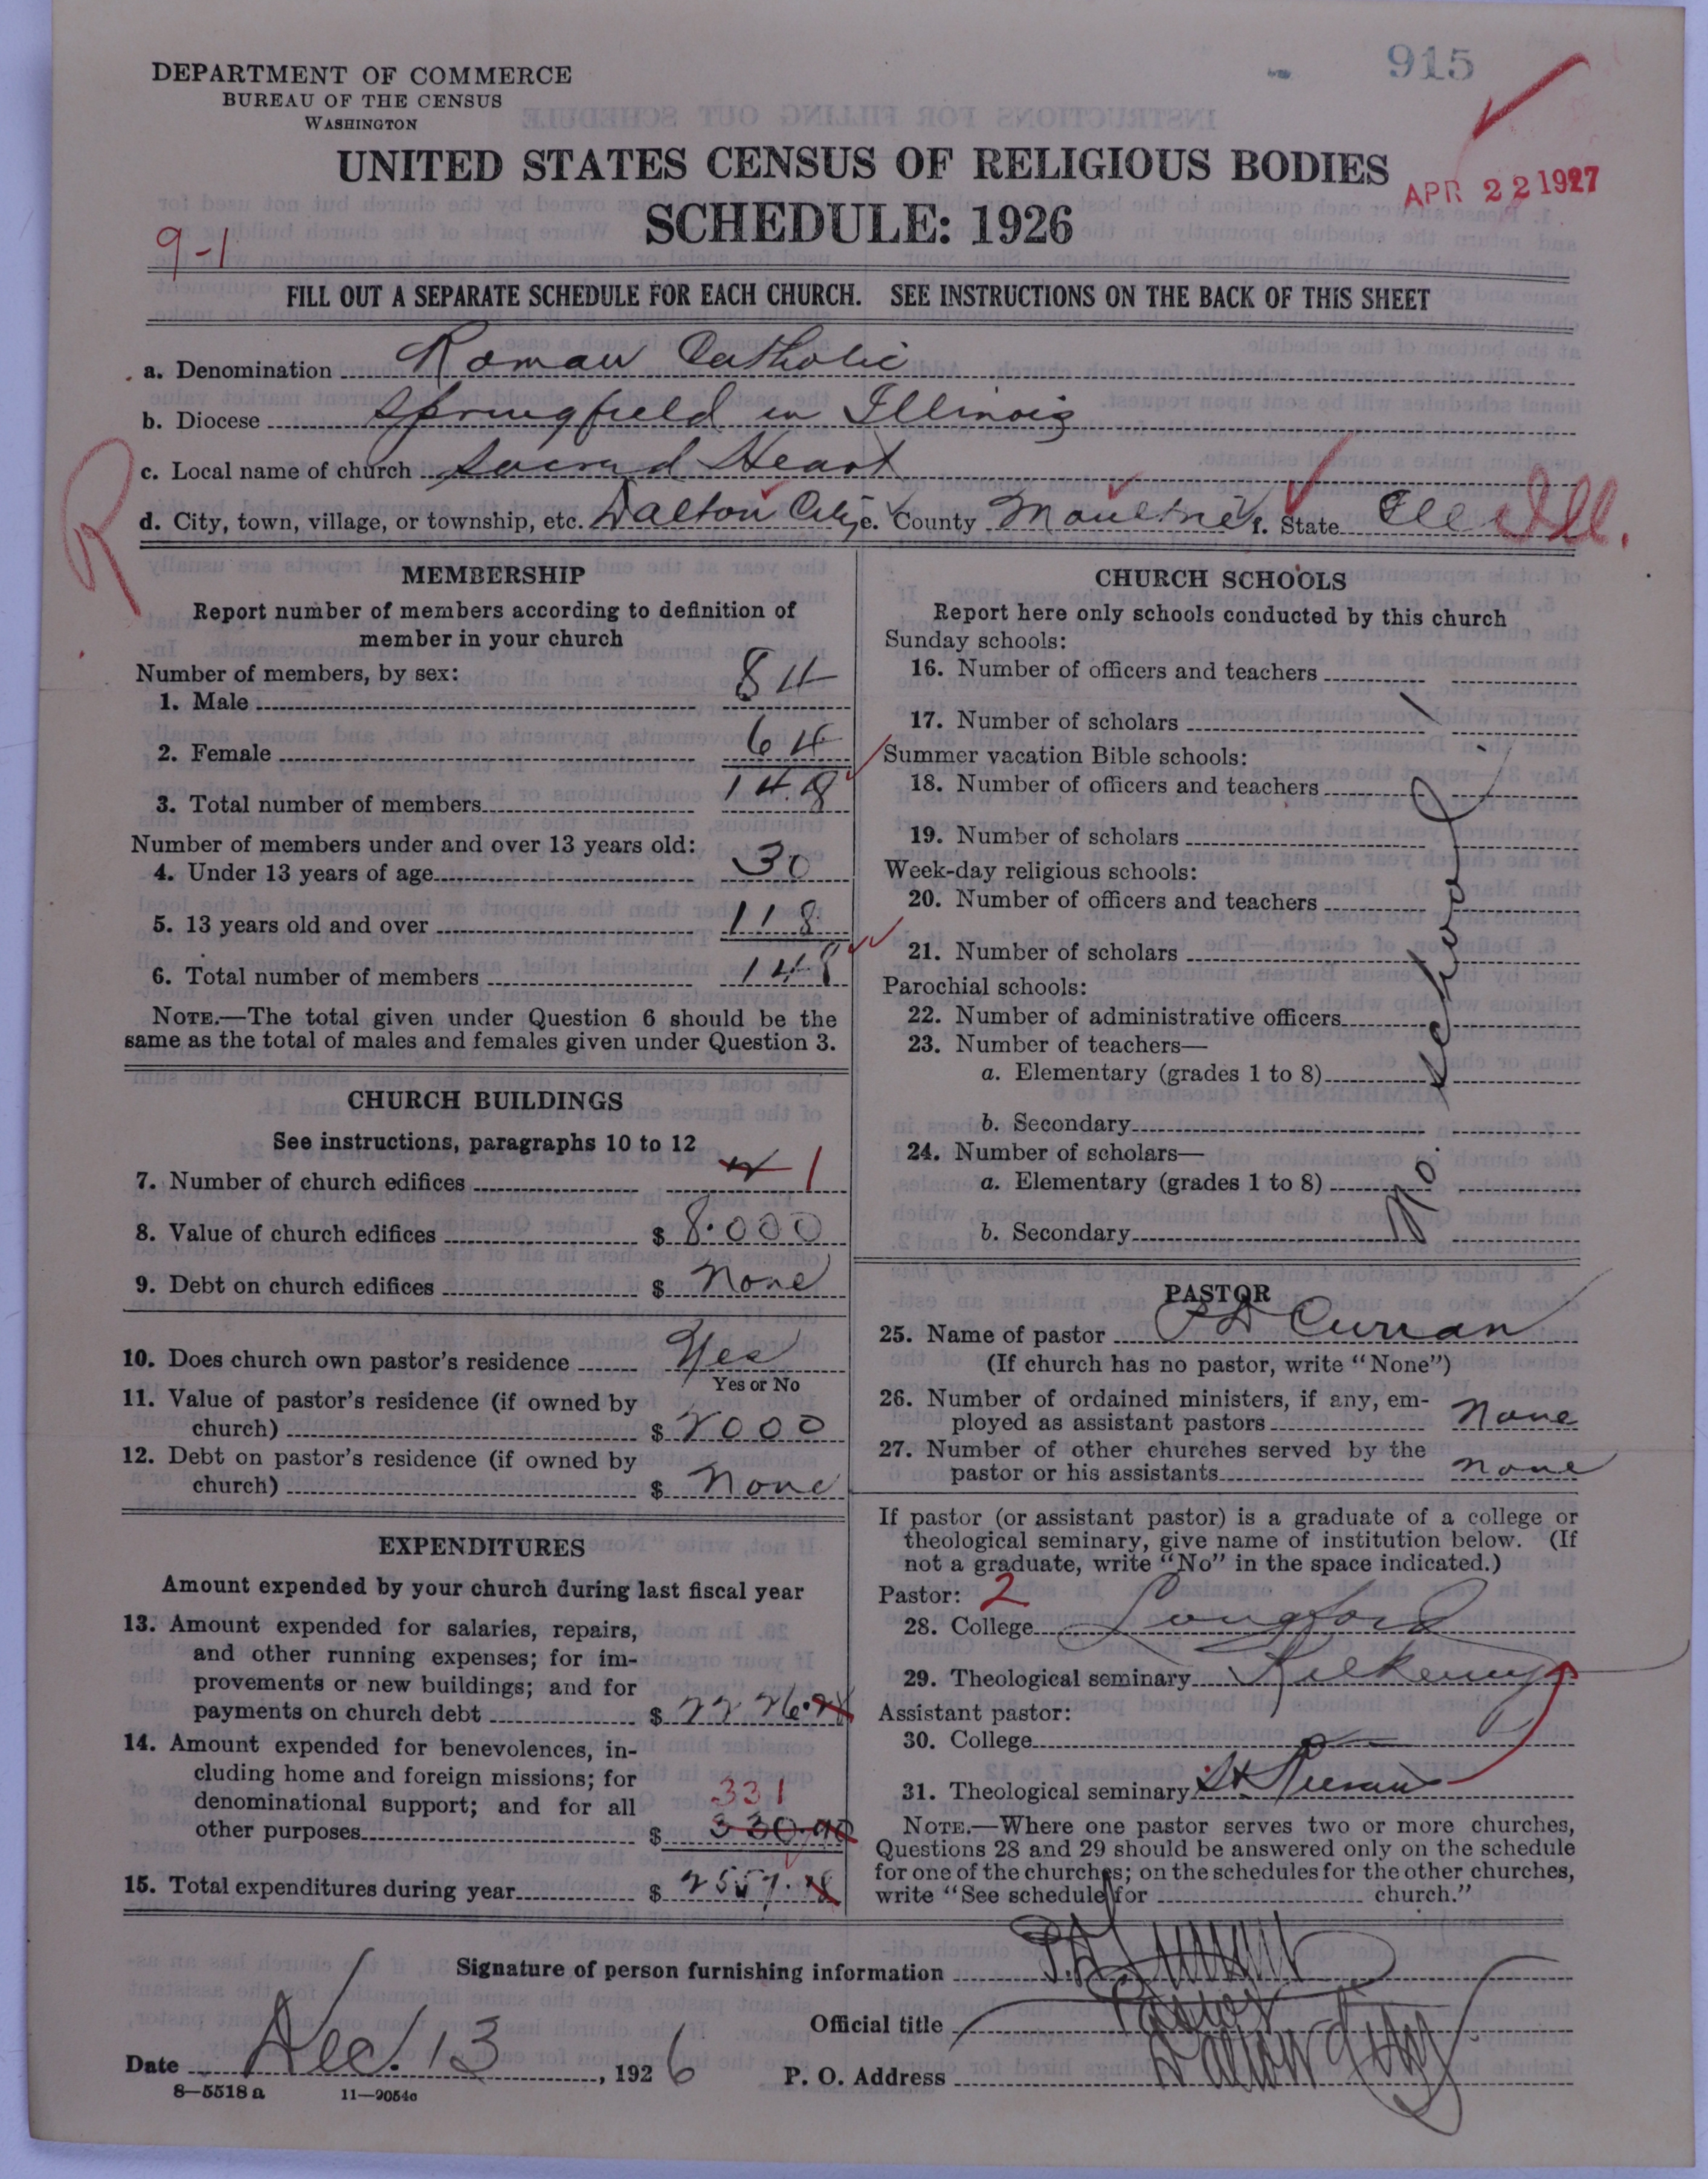 915
DEPARTMENT OF COMMERCE
BUREAU OF THE CENSUS
WASHINGTON
UNITED STATES CENSUS OF RELIGIOUS BODIES
APR 22 1927
SCHEDULE: 1926
9-1
FILL OUT A SEPARATE SCHEDULE FOR EACH CHURCH. SEE INSTRUCTIONS ON THE BACK OF THIS SHEET
a. Denomination Roman Catholic
b. Diocese Springfield in Illinois
c. Local name of church Sacred Heart
d. City, town, village, or township, etc. Dalton City e. County Moultrie f. State Ill Ill.
R
MEMBERSHIP
Report number of members according to definition of
member in your church
Number of members, by sex:
1. Male 84
2. Female 64
3. Total number of members 148
Number of members under and over 13 years old:
4. Under 13 years of age 30
5. 13 years old and over 118
6. Total number of members 148
NOTE.—The total given under Question 6 should be the
same as the total of males and females given under Question 3.
CHURCH BUILDINGS
See instructions, paragraphs 10 to 12
7. Number of church edifices 1
8. Value of church edifices $ 8.000
9. Debt on church edifices $ None
10. Does church own pastor's residence Yes
Yes or No
11. Value of pastor's residence (if owned by
church) $ 2000
12. Debt on pastor's residence (if owned by
church) $ None
EXPENDITURES
Amount expended by your church during last fiscal year
13. Amount expended for salaries, repairs,
and other running expenses; for im-
provements or new buildings; and for
payments on church debt $ 2226.
14. Amount expended for benevolences, in-
cluding home and foreign missions; for
denominational support; and for all
331
other purposes $ 330.90
15. Total expenditures during year $ 2557.
CHURCH SCHOOLS
Report here only schools conducted by this church
Sunday schools:
16. Number of officers and teachers
17. Number of scholars
Summer vacation Bible schools:
18. Number of officers and teachers
19. Number of scholars
Week-day religious schools:
20. Number of officers and teachers
21. Number of scholars
Parochial schools:
22. Number of administrative officers
23. Number of teachers—
a. Elementary (grades 1 to 8)
b. Secondary
24. Number of scholars—
a. Elementary (grades 1 to 8)
b. Secondary
No School
PASTOR
25. Name of pastor P D Curran
(If church has no pastor, write "None")
26. Number of ordained ministers, if any, em-
ployed as assistant pastors None
27. Number of other churches served by the
pastor or his assistants None
If pastor (or assistant pastor) is a graduate of a college or
theological seminary, give name of institution below. (If
not a graduate, write "No" in the space indicated.)
Pastor: 2
28. College Longford
29. Theological seminary Kilkenny
Assistant pastor:
30. College
31. Theological seminary St Kieran
NOTE.—Where one pastor serves two or more churches,
Questions 28 and 29 should be answered only on the schedule
for one of the churches; on the schedules for the other churches,
write "See schedule for church."
Signature of person furnishing information P.D. Curran
Official title Pastor
Date Dec. 13, 1926 P. O. Address Dalton City
8—5518a 11—9054c